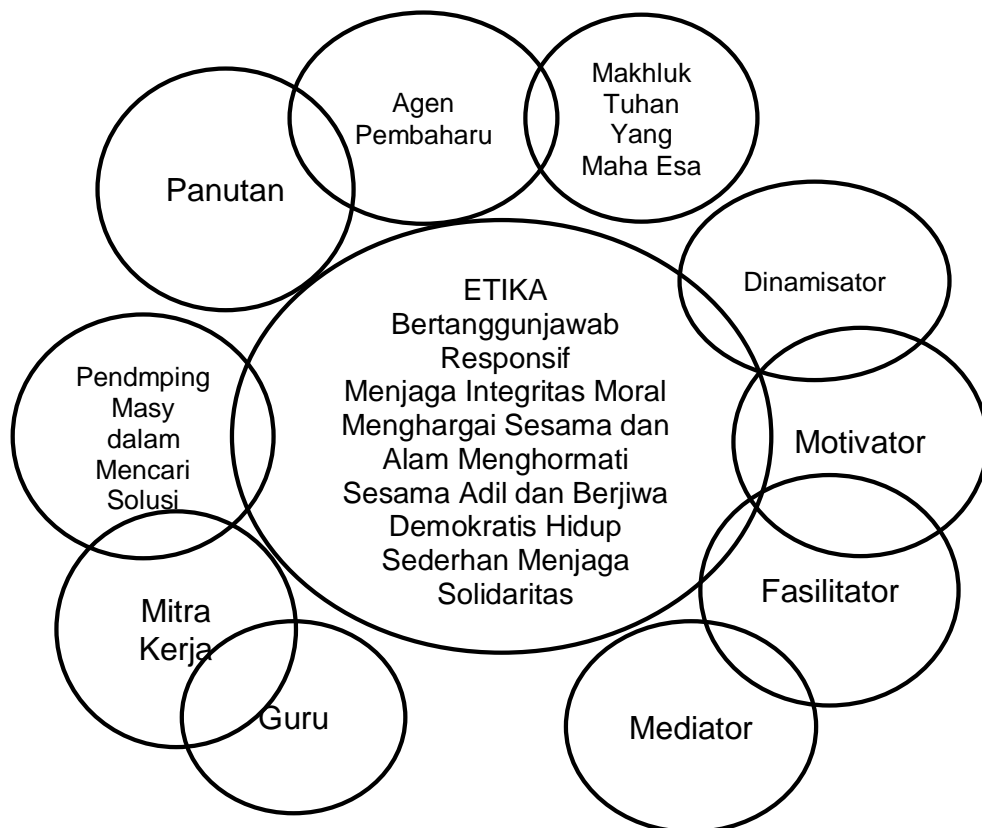 Agen
Pembaharu
Makhluk
Tuhan
Yang
Maha Esa
Panutan
Dinamisator
ETIKA
Bertanggunjawab
Responsif
Menjaga Integritas Moral
Menghargai Sesama dan
Alam Menghormati
Sesama Adil dan Berjiwa
Demokratis Hidup
Sederhan Menjaga
Solidaritas
Pendmping
Masy
dalam
Mencari
Solusi
Motivator
Fasilitator
Mitra
Kerja
Guru
Mediator